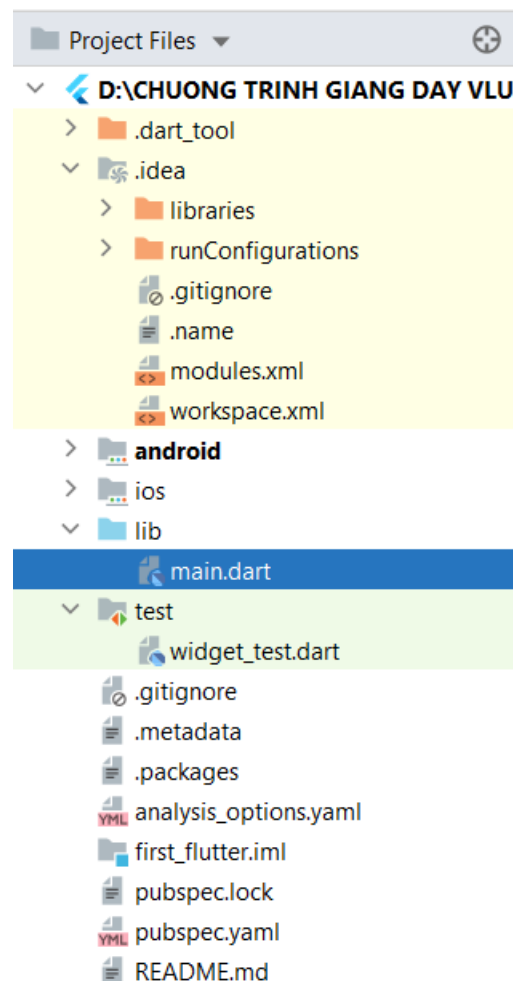 Project Files
D:\CHUONG TRINH GIANG DAY VLU
.dart_tool
.idea
libraries
runConfigurations
.gitignore
.name
modules.xml
workspace.xml
android
ios
lib
main.dart
test
widget_test.dart
.gitignore
.metadata
.packages
YML analysis_options.yaml
first_flutter.iml
pubspec.lock
YML pubspec.yaml
README.md